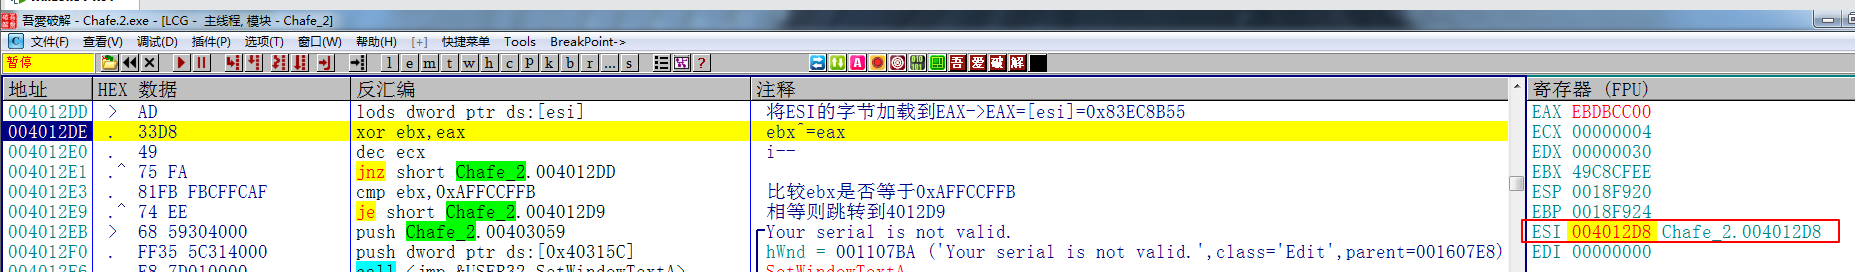 吾愛破解 - Chafe.2.exe - [LCG - 主线程, 模块 - Chafe_2]
C 文件(F) 查看(V) 调试(D) 插件(P) 选项(T) 窗口(W) 帮助(H) [+] 快捷菜单 Tools BreakPoint->
暂停 l e m t w h c p k b r ... s ? 吾 爱 破 解
地址 HEX 数据 反汇编 注释 寄存器 (FPU)
004012DD > AD lods dword ptr ds:[esi] 将ESI的字节加载到EAX->EAX=[esi]=0x83EC8B55 EAX EBDBCC00
004012DE . 33D8 xor ebx,eax ebx^=eax ECX 00000004
004012E0 . 49 dec ecx i-- EDX 00000030
004012E1 .^ 75 FA jnz short Chafe_2.004012DD EBX 49C8CFEE
004012E3 . 81FB FBCFFCAF cmp ebx,0xAFFCCFFB 比较ebx是否等于0xAFFCCFFB ESP 0018F920
004012E9 .^ 74 EE je short Chafe_2.004012D9 相等则跳转到4012D9 EBP 0018F924
004012EB > 68 59304000 push Chafe_2.00403059 Your serial is not valid. ESI 004012D8 Chafe_2.004012D8
004012F0 . FF35 5C314000 push dword ptr ds:[0x40315C] hWnd = 001107BA ('Your serial is not valid.',class='Edit',parent=001607E8) EDI 00000000
004012F6 . E8 7D010000 call <jmp.&USER32.SetWindowTextA> SetWindowTextA